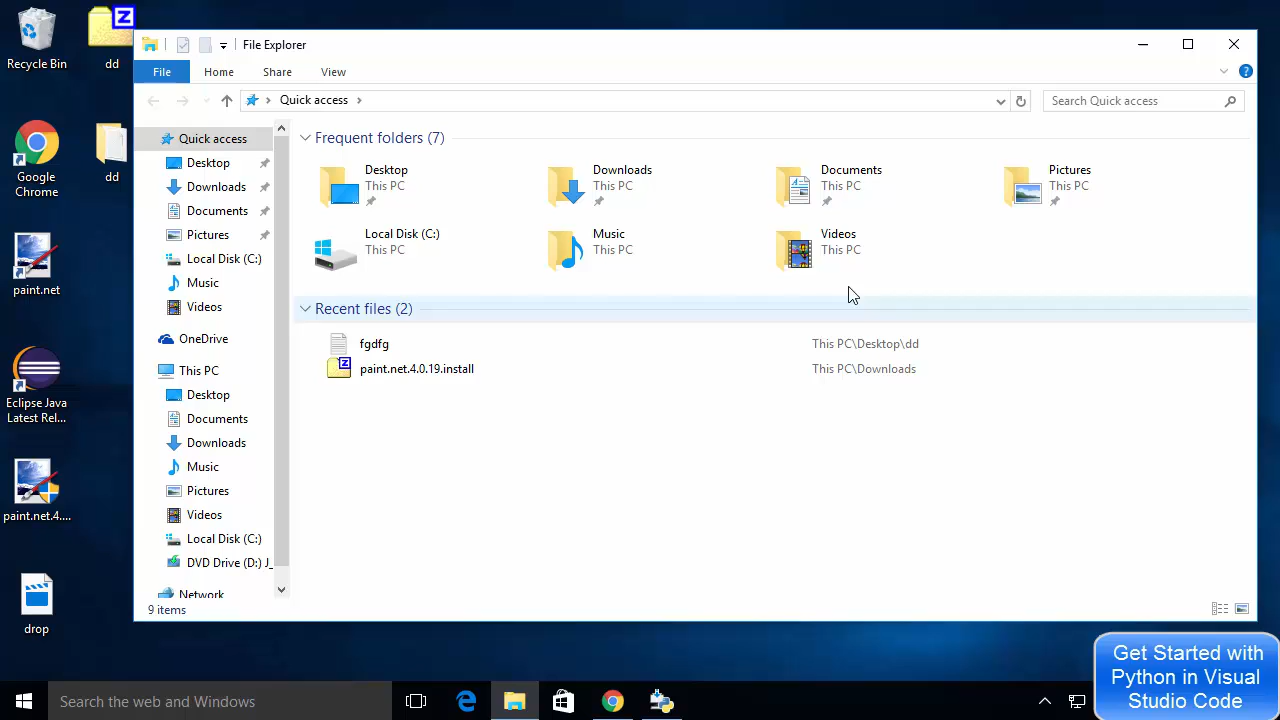 Recycle Bin
dd
Google
Chrome
dd
paint.net
Eclipse Java
Latest Rel...
paint.net.4....
drop
File Explorer
File Home Share View
Quick access
Search Quick access
Quick access
Desktop
Downloads
Documents
Pictures
Local Disk (C:)
Music
Videos
OneDrive
This PC
Desktop
Documents
Downloads
Music
Pictures
Videos
Local Disk (C:)
DVD Drive (D:) J_
Network
Frequent folders (7)
Desktop
This PC
Downloads
This PC
Documents
This PC
Pictures
This PC
Local Disk (C:)
This PC
Music
This PC
Videos
This PC
Recent files (2)
fgdfg This PC\Desktop\dd
paint.net.4.0.19.install This PC\Downloads
9 items
Search the web and Windows
Get Started with
Python in Visual
Studio Code